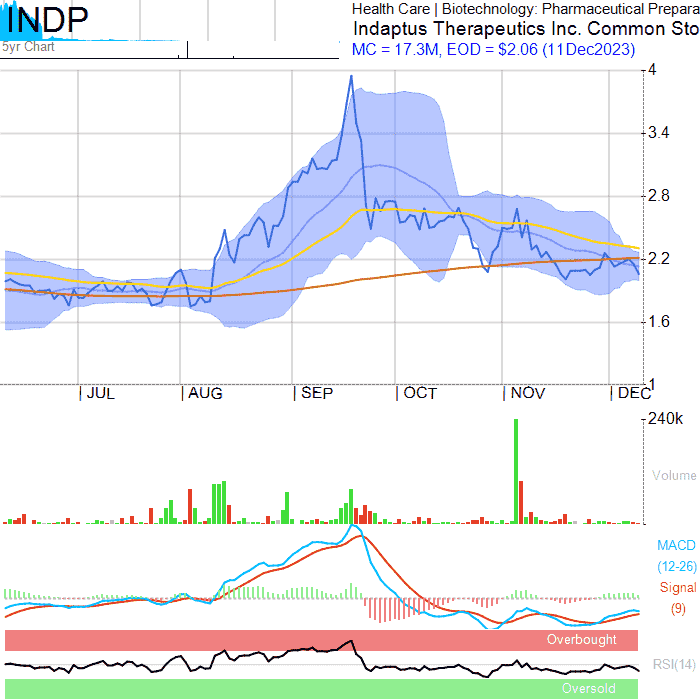 INDP
5yr Chart
Health Care | Biotechnology: Pharmaceutical Prepara
Indaptus Therapeutics Inc. Common Sto
MC = 17.3M, EOD = $2.06 (11Dec2023)
4
3.4
2.8
2.2
1.6
1
JUL AUG SEP OCT NOV DEC
240k
Volume
MACD
(12-26)
Signal
(9)
Overbought
RSI(14)
Oversold